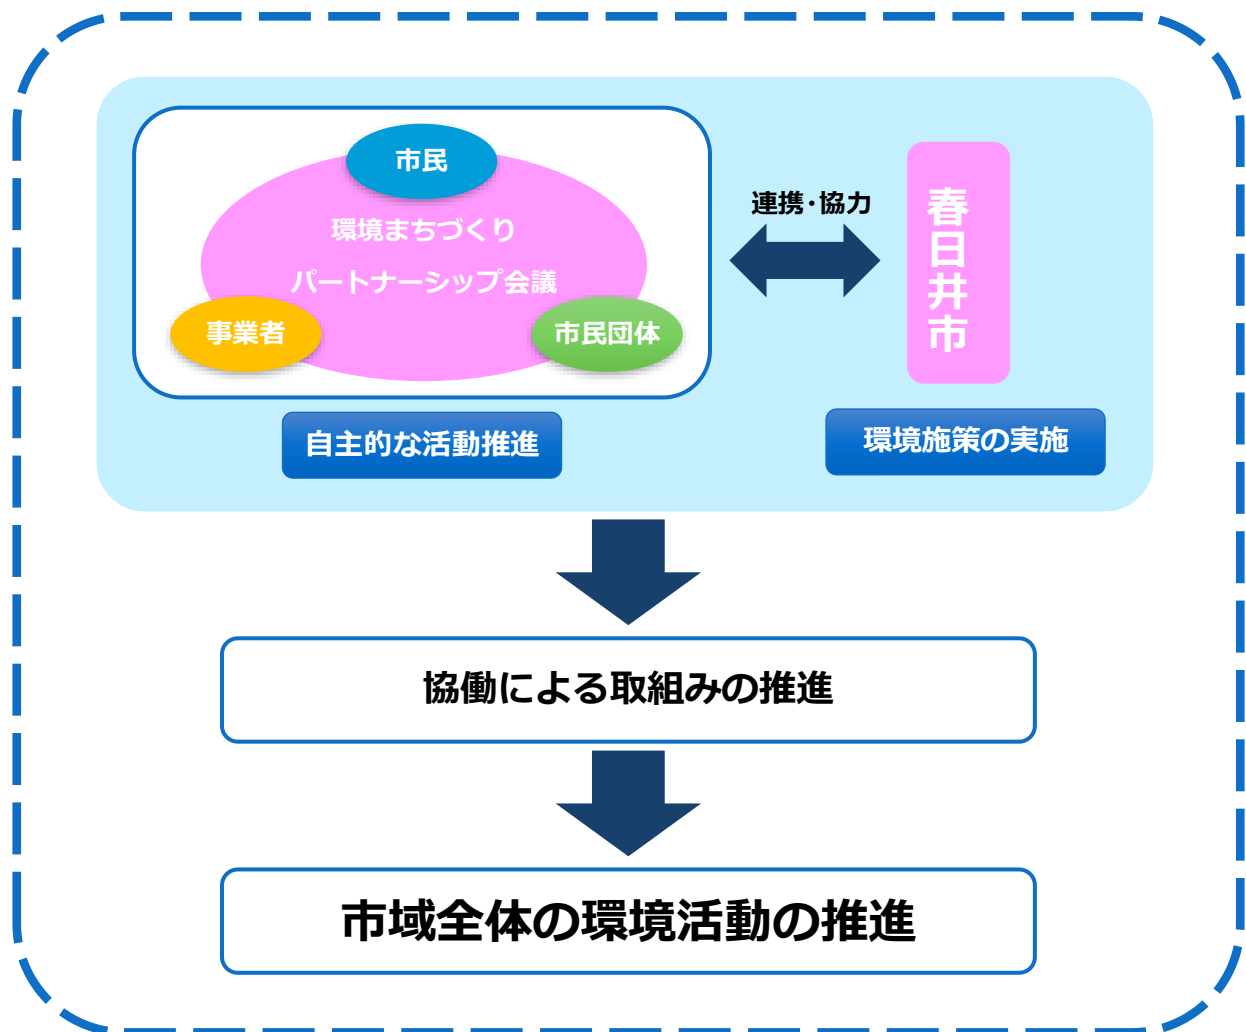 市民
環境まちづくり
パートナーシップ会議
事業者
市民団体
連携・協力
春日井市
自主的な活動推進
環境施策の実施
協働による取組みの推進
市域全体の環境活動の推進